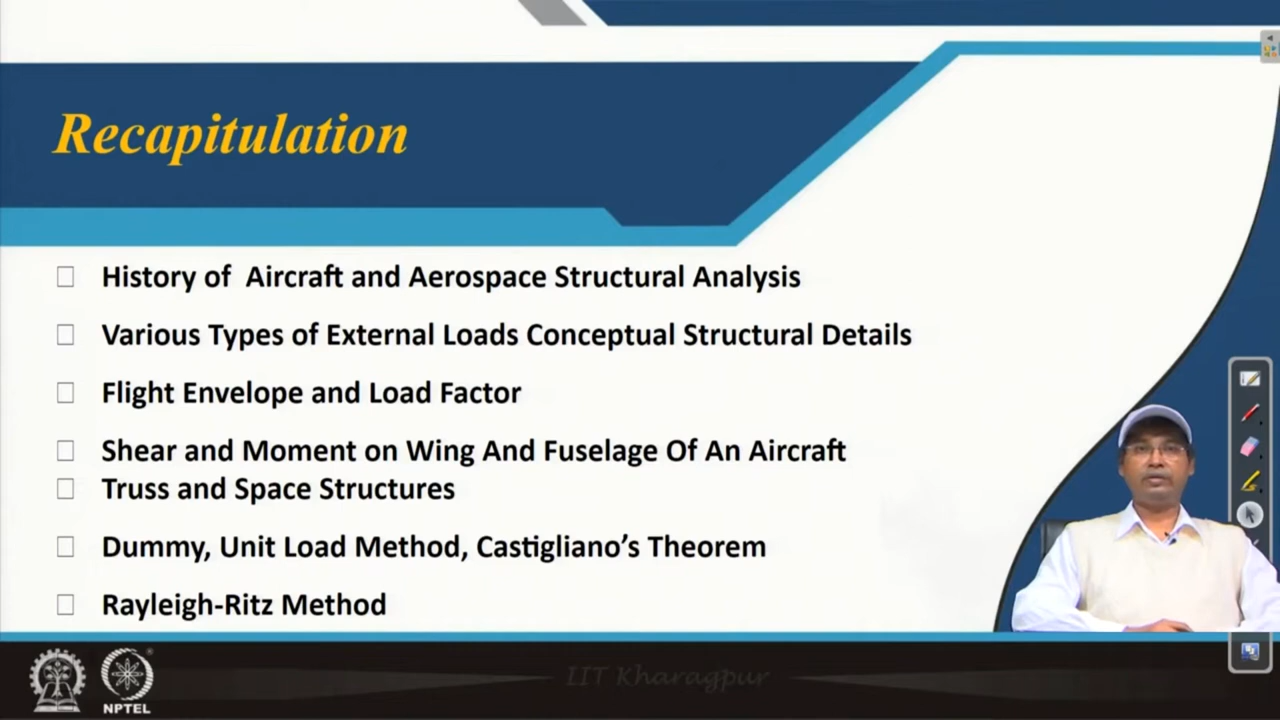 Recapitulation
History of Aircraft and Aerospace Structural Analysis
Various Types of External Loads Conceptual Structural Details
Flight Envelope and Load Factor
Shear and Moment on Wing And Fuselage Of An Aircraft
Truss and Space Structures
Dummy, Unit Load Method, Castigliano's Theorem
Rayleigh-Ritz Method
IIT Kharagpur
NPTEL